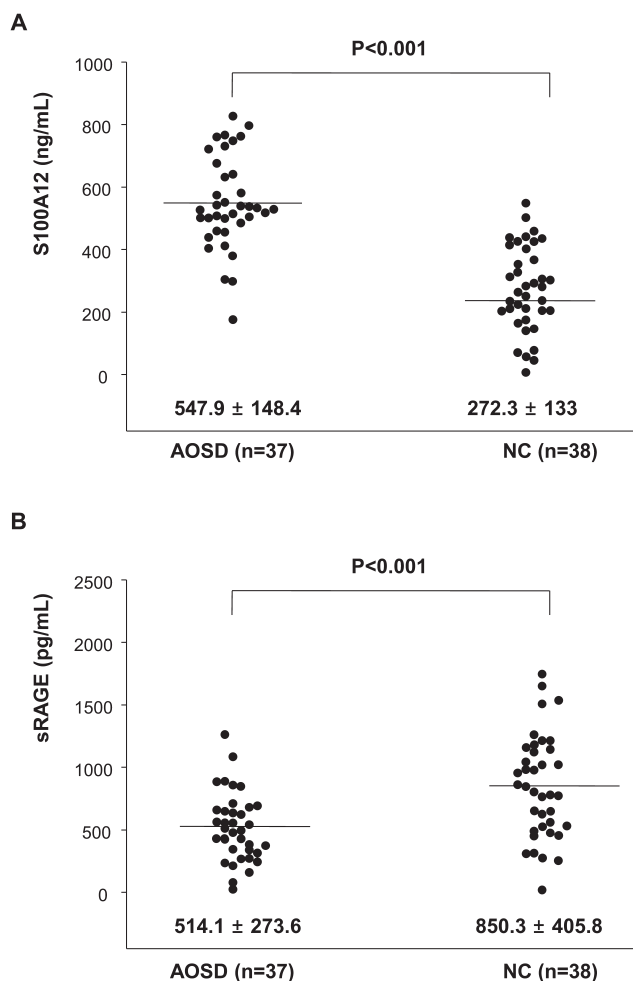 A
P<0.001
1000
800
600
400
200
0
S100A12 (ng/mL)
547.9 ± 148.4
272.3 ± 133
AOSD (n=37)
NC (n=38)
B
P<0.001
2500
2000
1500
1000
500
0
sRAGE (pg/mL)
514.1 ± 273.6
850.3 ± 405.8
AOSD (n=37)
NC (n=38)